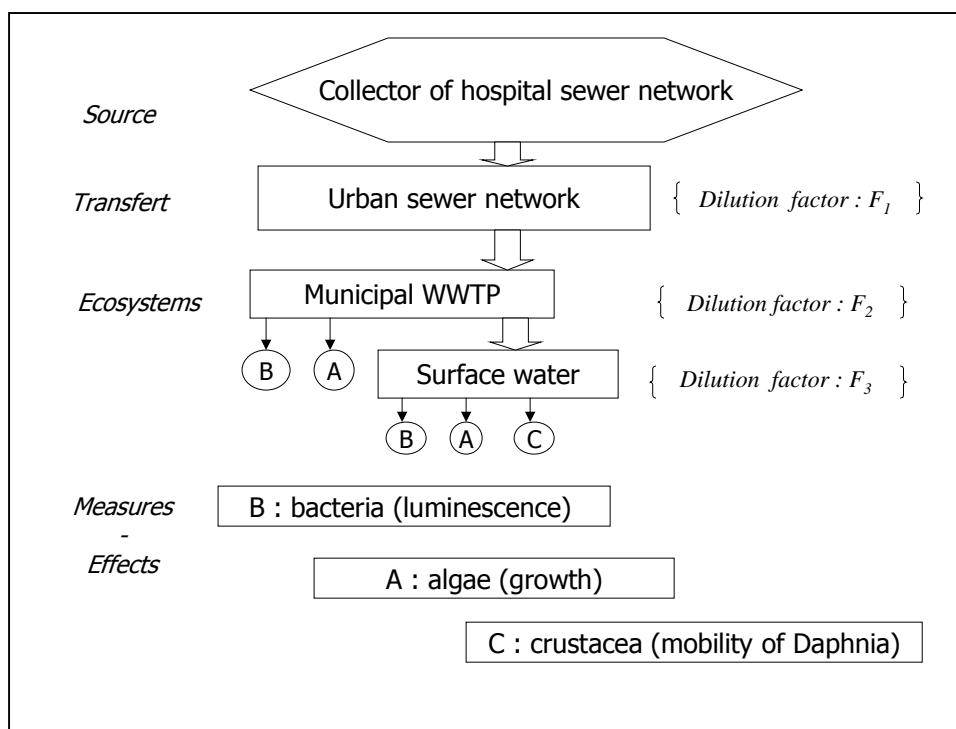 Collector of hospital sewer network
Source
Urban sewer network
Transfert
{ Dilution factor : F1 }
Municipal WWTP
Ecosystems
{ Dilution factor : F2 }
B A
Surface water
{ Dilution factor : F3 }
B A C
Measures
-
Effects
B : bacteria (luminescence)
A : algae (growth)
C : crustacea (mobility of Daphnia)